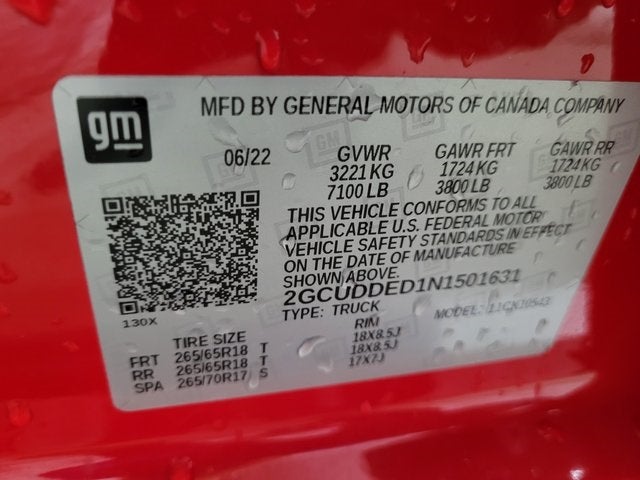 gm
MFD BY GENERAL MOTORS OF CANADA COMPANY
06/22 GVWR GAWR FRT GAWR RR
3221 KG 1724 KG 1724 KG
7100 LB 3800 LB 3800 LB
THIS VEHICLE CONFORMS TO ALL
APPLICABLE U.S. FEDERAL MOTOR
VEHICLE SAFETY STANDARDS IN EFFECT
ON THE DATE OF MANUFACTURE
SHOWN ABOVE.
2GCUDDED1N1501631
TYPE: TRUCK MODEL:
130X
TIRE SIZE RIM
FRT 265/65R18 T 18X8.5J
RR 265/65R18 T 18X8.5J
SPA 265/70R17 S 17X7J